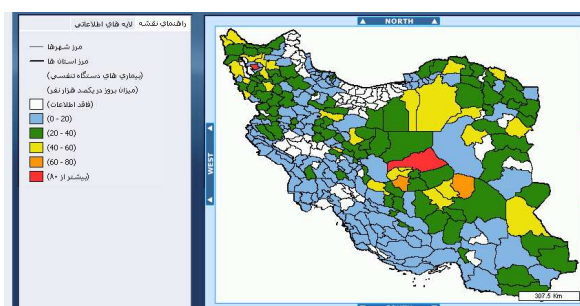 راهنمای نقشه لایه های اطلاعاتی
مرز شهرها
مرز استان ها
(بیماری های دستگاه تنفسی)
(میزان بروز در یکصد هزار نفر)
(فاقد اطلاعات)
(0 - 20)
(20 - 40)
(40 - 60)
(60 - 80)
(بیشتر از ۸۰)
NORTH
WEST
307.5 Km